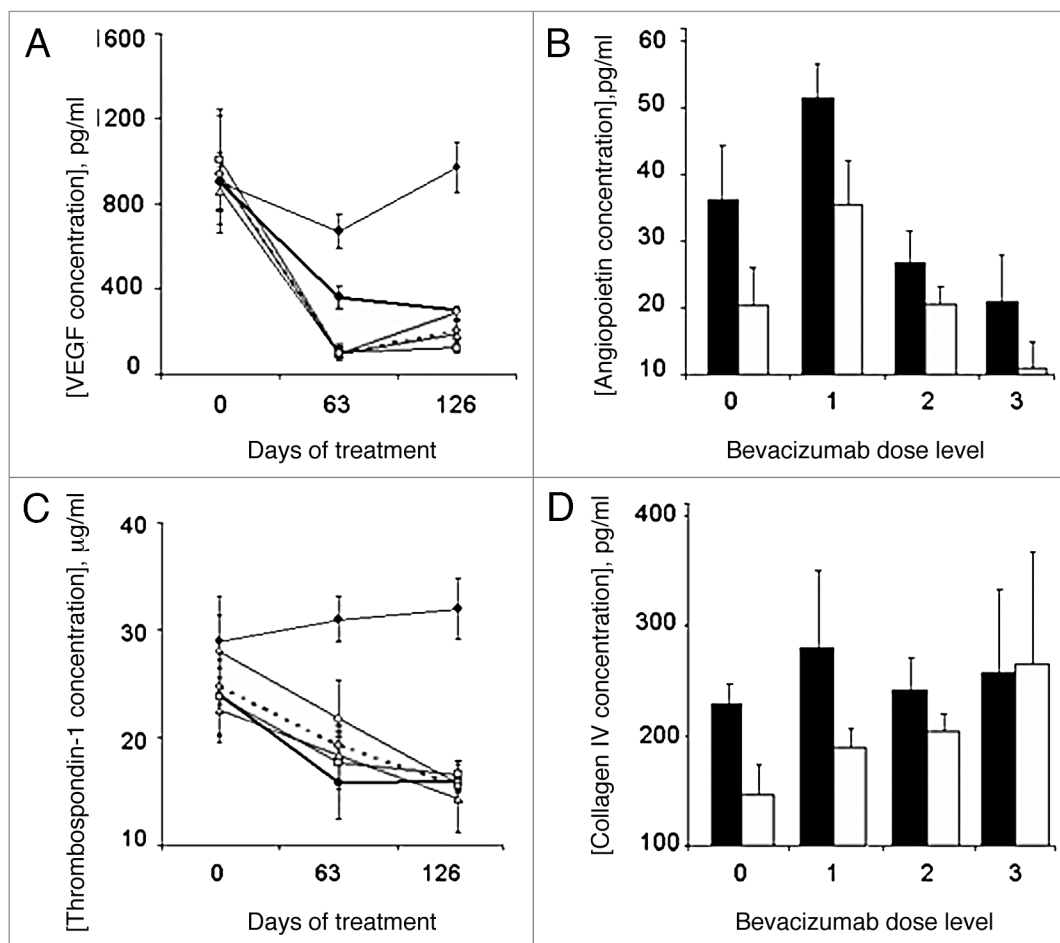 A
[VEGF concentration], pg/ml
1600
1200
800
400
0
0 63 126
Days of treatment
B
[Angiopoietin concentration],pg/ml
60
50
40
30
20
10
0 1 2 3
Bevacizumab dose level
C
[Thrombospondin-1 concentration], µg/ml
40
30
20
10
0 63 126
Days of treatment
D
[Collagen IV concentration], pg/ml
400
300
200
100
0 1 2 3
Bevacizumab dose level